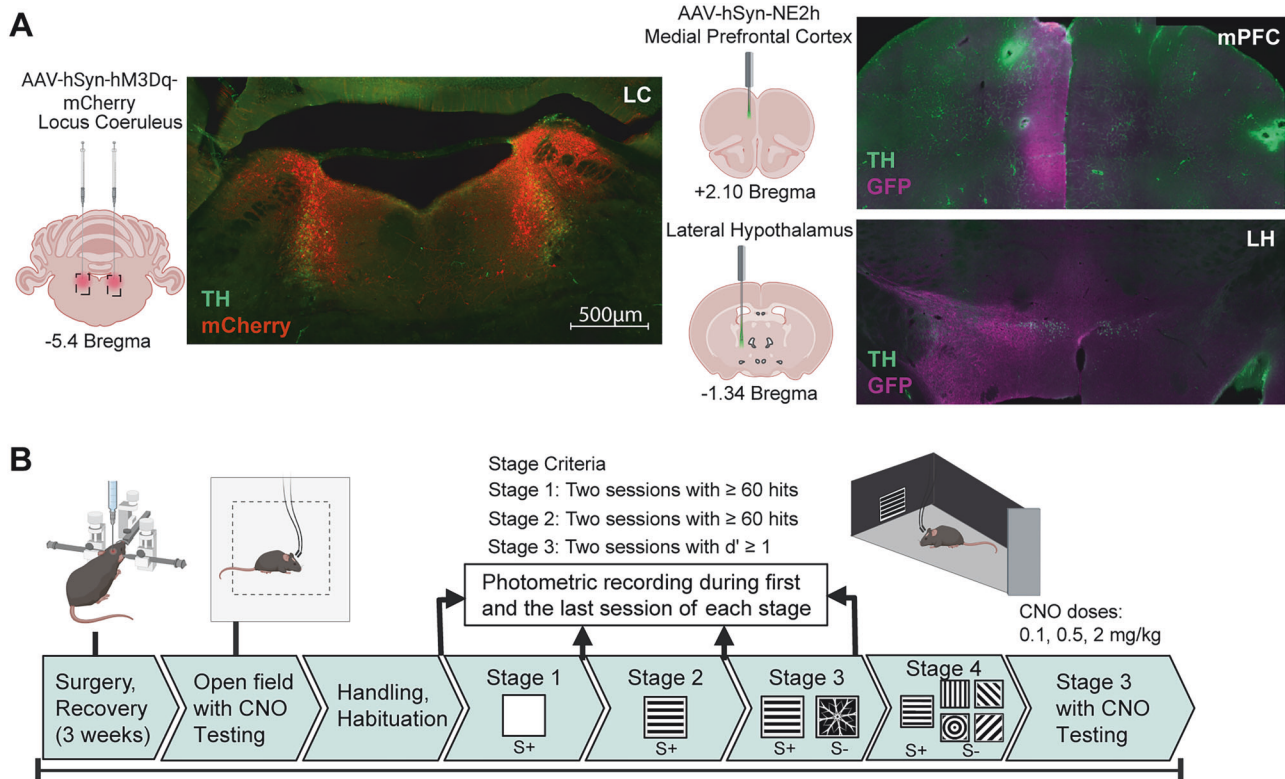 A
AAV-hSyn-hM3Dq-
mCherry
Locus Coeruleus
-5.4 Bregma
LC
TH
mCherry
500µm
AAV-hSyn-NE2h
Medial Prefrontal Cortex
+2.10 Bregma
mPFC
TH
GFP
Lateral Hypothalamus
-1.34 Bregma
LH
TH
GFP
B
Stage Criteria
Stage 1: Two sessions with ≥ 60 hits
Stage 2: Two sessions with ≥ 60 hits
Stage 3: Two sessions with d' ≥ 1
Photometric recording during first
and the last session of each stage
CNO doses:
0.1, 0.5, 2 mg/kg
Surgery,
Recovery
(3 weeks)
Open field
with CNO
Testing
Handling,
Habituation
Stage 1
S+
Stage 2
S+
Stage 3
S+ S-
Stage 4
S+ S-
Stage 3
with CNO
Testing